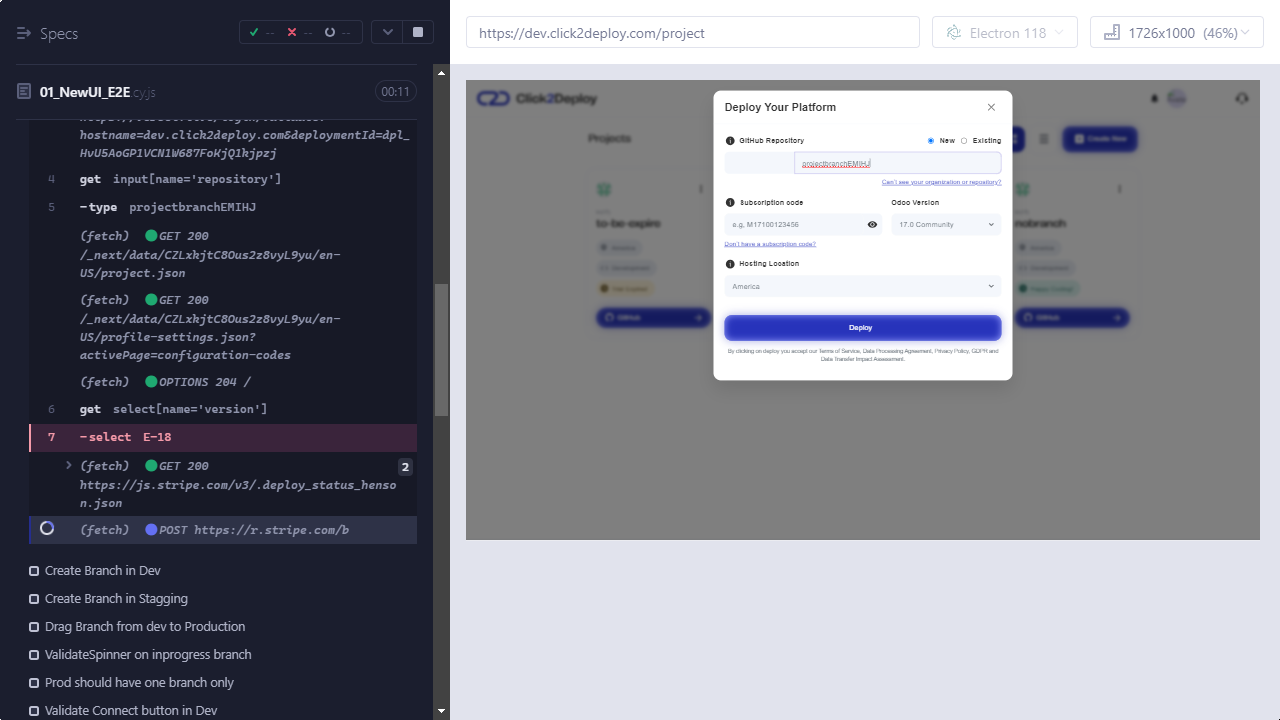 Specs
-- -- --
01_NewUI_E2E.cy.js
00:11
hostname=dev.click2deploy.com&deploymentId=dpl_
HvU5AoGP1VCN1W687FoKjQ1kjpzj
4 get input[name='repository']
5 -type projectbranchEMIHJ
(fetch) GET 200
/_next/data/CZLxhjtC8Ous2z8vyL9yu/en-
US/project.json
(fetch) GET 200
/_next/data/CZLxhjtC8Ous2z8vyL9yu/en-
US/profile-settings.json?
(fetch) OPTIONS 204 /
6 get select[name='version']
7 -select E-18
(fetch) GET 200
2
https://js.stripe.com/v3/.deploy_status_henso
n.json
(fetch) POST https://r.stripe.com/b
Create Branch in Dev
Create Branch in Stagging
Drag Branch from dev to Production
ValidateSpinner on inprogress branch
Prod should have one branch only
Validate Connect button in Dev
https://dev.click2deploy.com/project
Electron 118
1726x1000 (46%)
Click2Deploy
Projects
Create New
to-be-expire
nobranch
GitHub
GitHub
Deploy Your Platform
GitHub Repository
New
Existing
projectbranchEMIHJ
Can't see your organization or repository?
Subscription code
Odoo Version
e.g. M17100123456
17.0 Community
Don't have a subscription code?
Hosting Location
America
Deploy
By clicking on deploy you accept our Terms of Service, Data Processing Agreement, Privacy Policy, GDPR and
Data Transfer Impact Assessment.